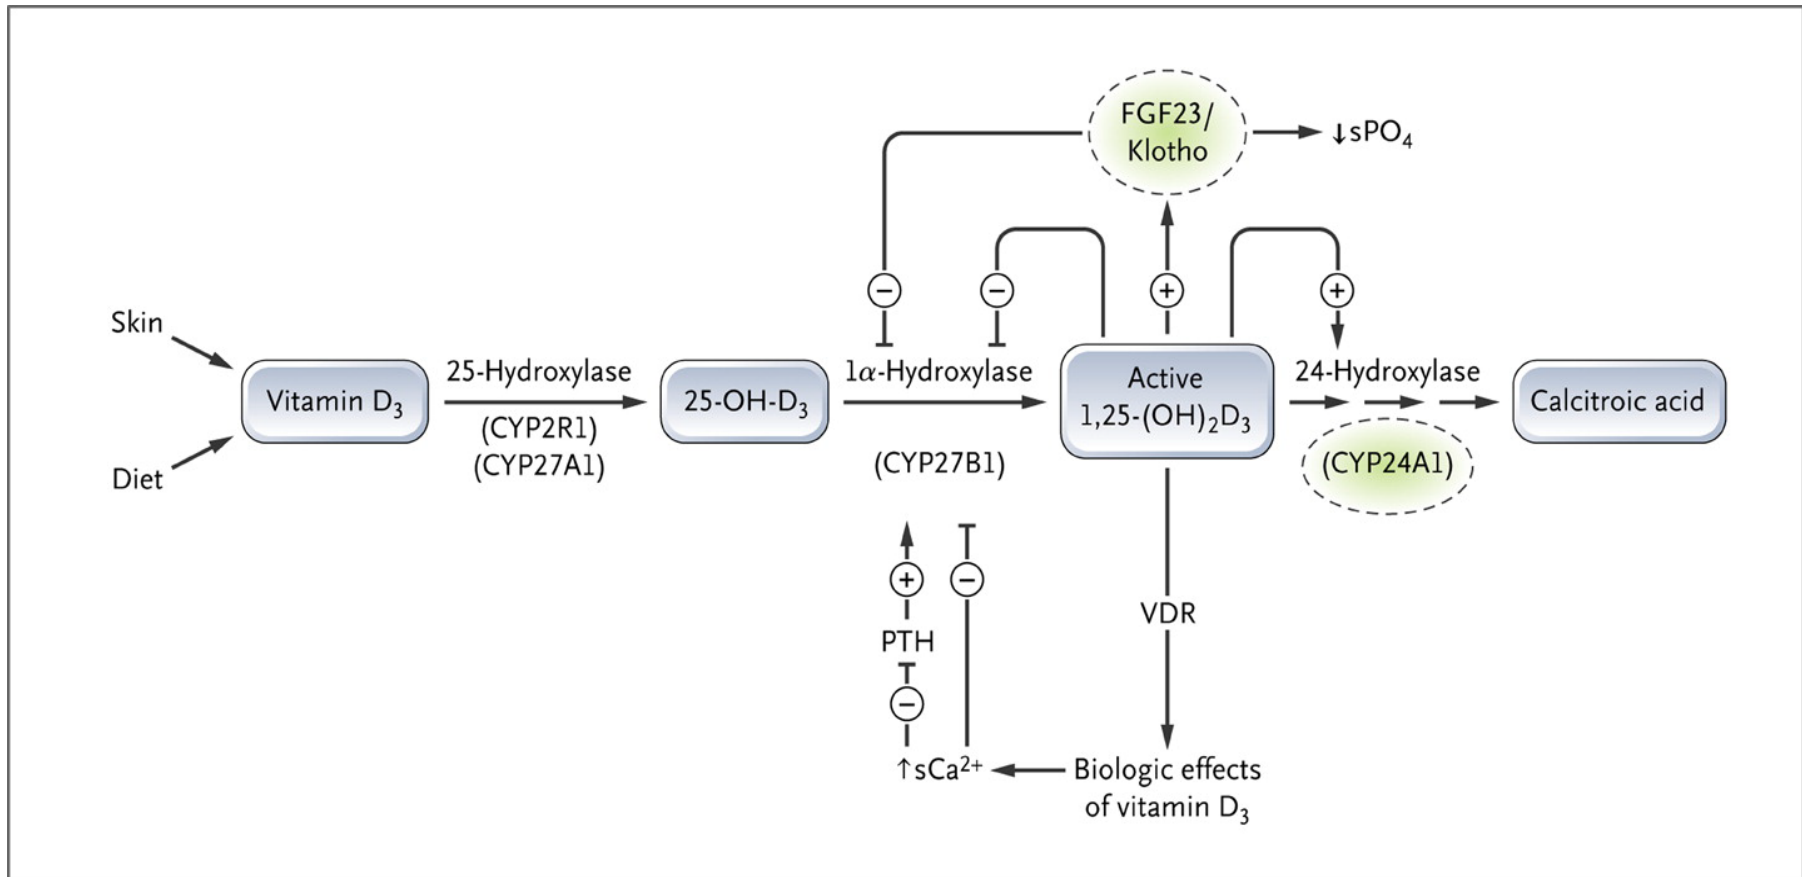 FGF23/
Klotho
↓sPO₄
−
−
+
+
Skin
Diet
Vitamin D₃
25-Hydroxylase
(CYP2R1)
(CYP27A1)
25-OH-D₃
1α-Hydroxylase
(CYP27B1)
Active
1,25-(OH)₂D₃
24-Hydroxylase
(CYP24A1)
Calcitroic acid
+
−
PTH
−
↑sCa²⁺
VDR
Biologic effects
of vitamin D₃